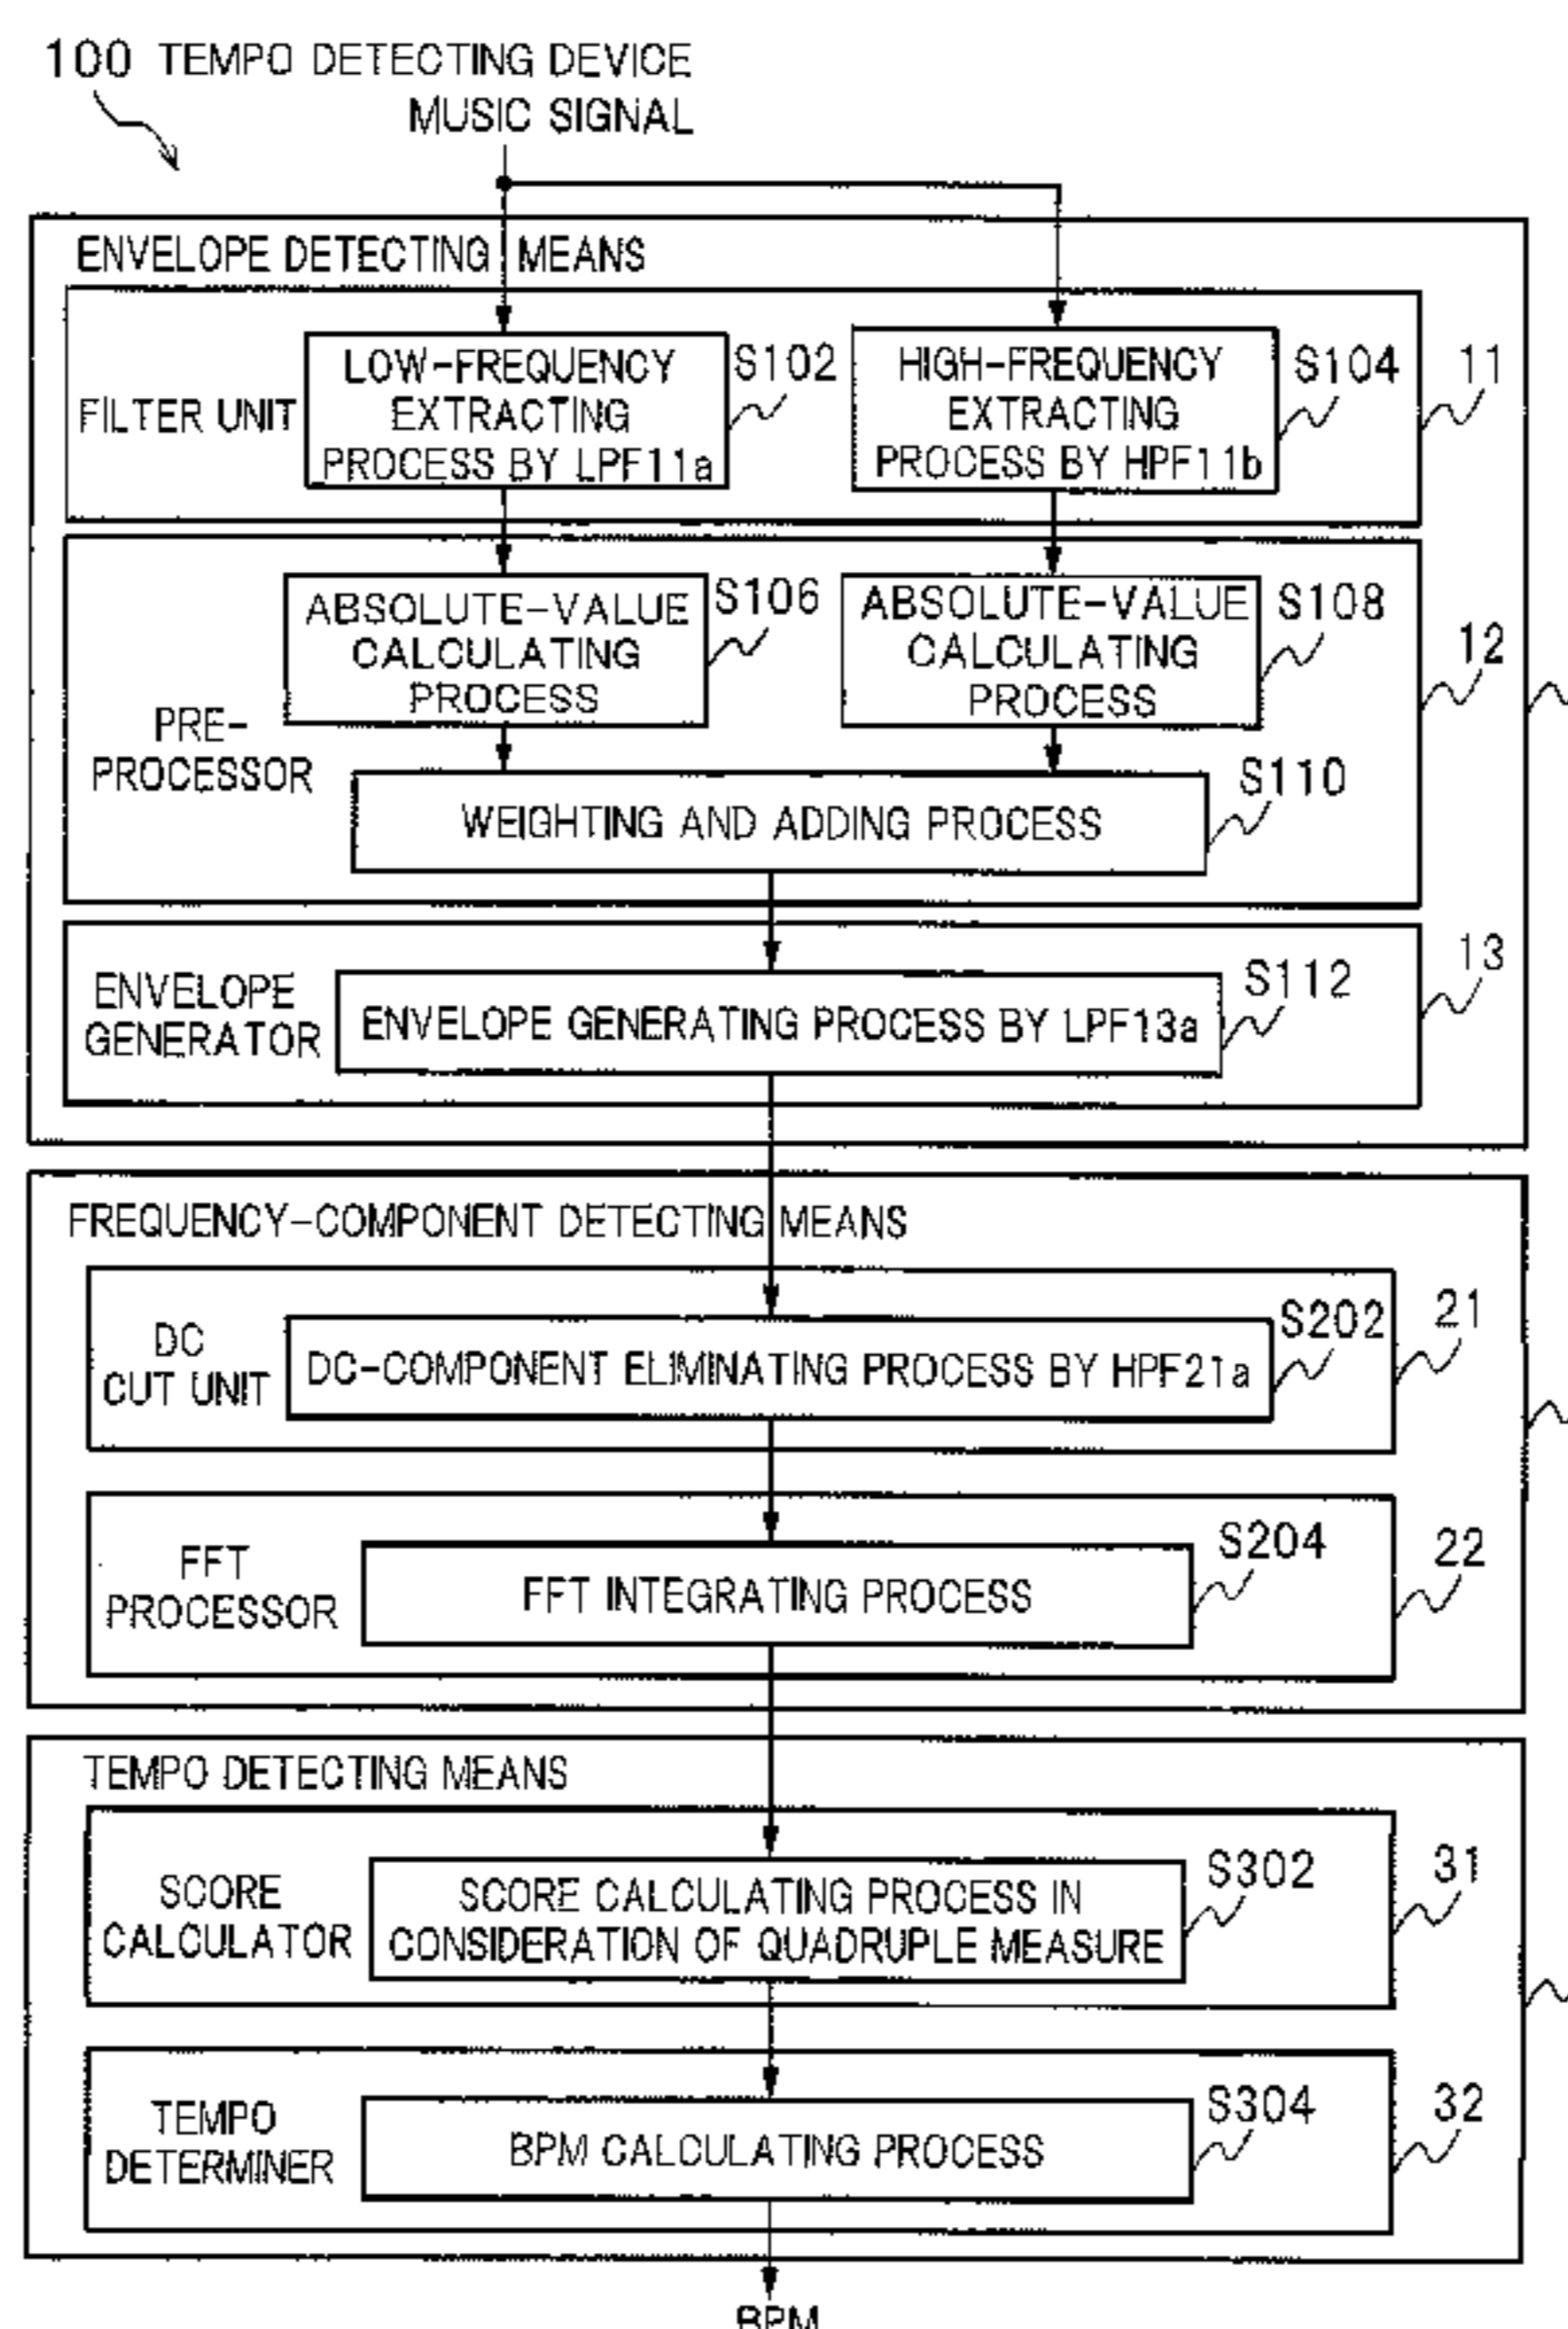 100 TEMPO DETECTING DEVICE
MUSIC SIGNAL
ENVELOPE DETECTING MEANS
FILTER UNIT
LOW-FREQUENCY
EXTRACTING
PROCESS BY LPF11a
S102
HIGH-FREQUENCY
EXTRACTING
PROCESS BY HPF11b
S104
11
PRE-
PROCESSOR
ABSOLUTE-VALUE
CALCULATING
PROCESS
S106
ABSOLUTE-VALUE
CALCULATING
PROCESS
S108
12
WEIGHTING AND ADDING PROCESS
S110
ENVELOPE
GENERATOR
ENVELOPE GENERATING PROCESS BY LPF13a
S112
13
FREQUENCY-COMPONENT DETECTING MEANS
DC
CUT UNIT
DC-COMPONENT ELIMINATING PROCESS BY HPF21a
S202
21
FFT
PROCESSOR
FFT INTEGRATING PROCESS
S204
22
TEMPO DETECTING MEANS
SCORE
CALCULATOR
SCORE CALCULATING PROCESS IN
CONSIDERATION OF QUADRUPLE MEASURE
S302
31
TEMPO
DETERMINER
BPM CALCULATING PROCESS
S304
32
BPM